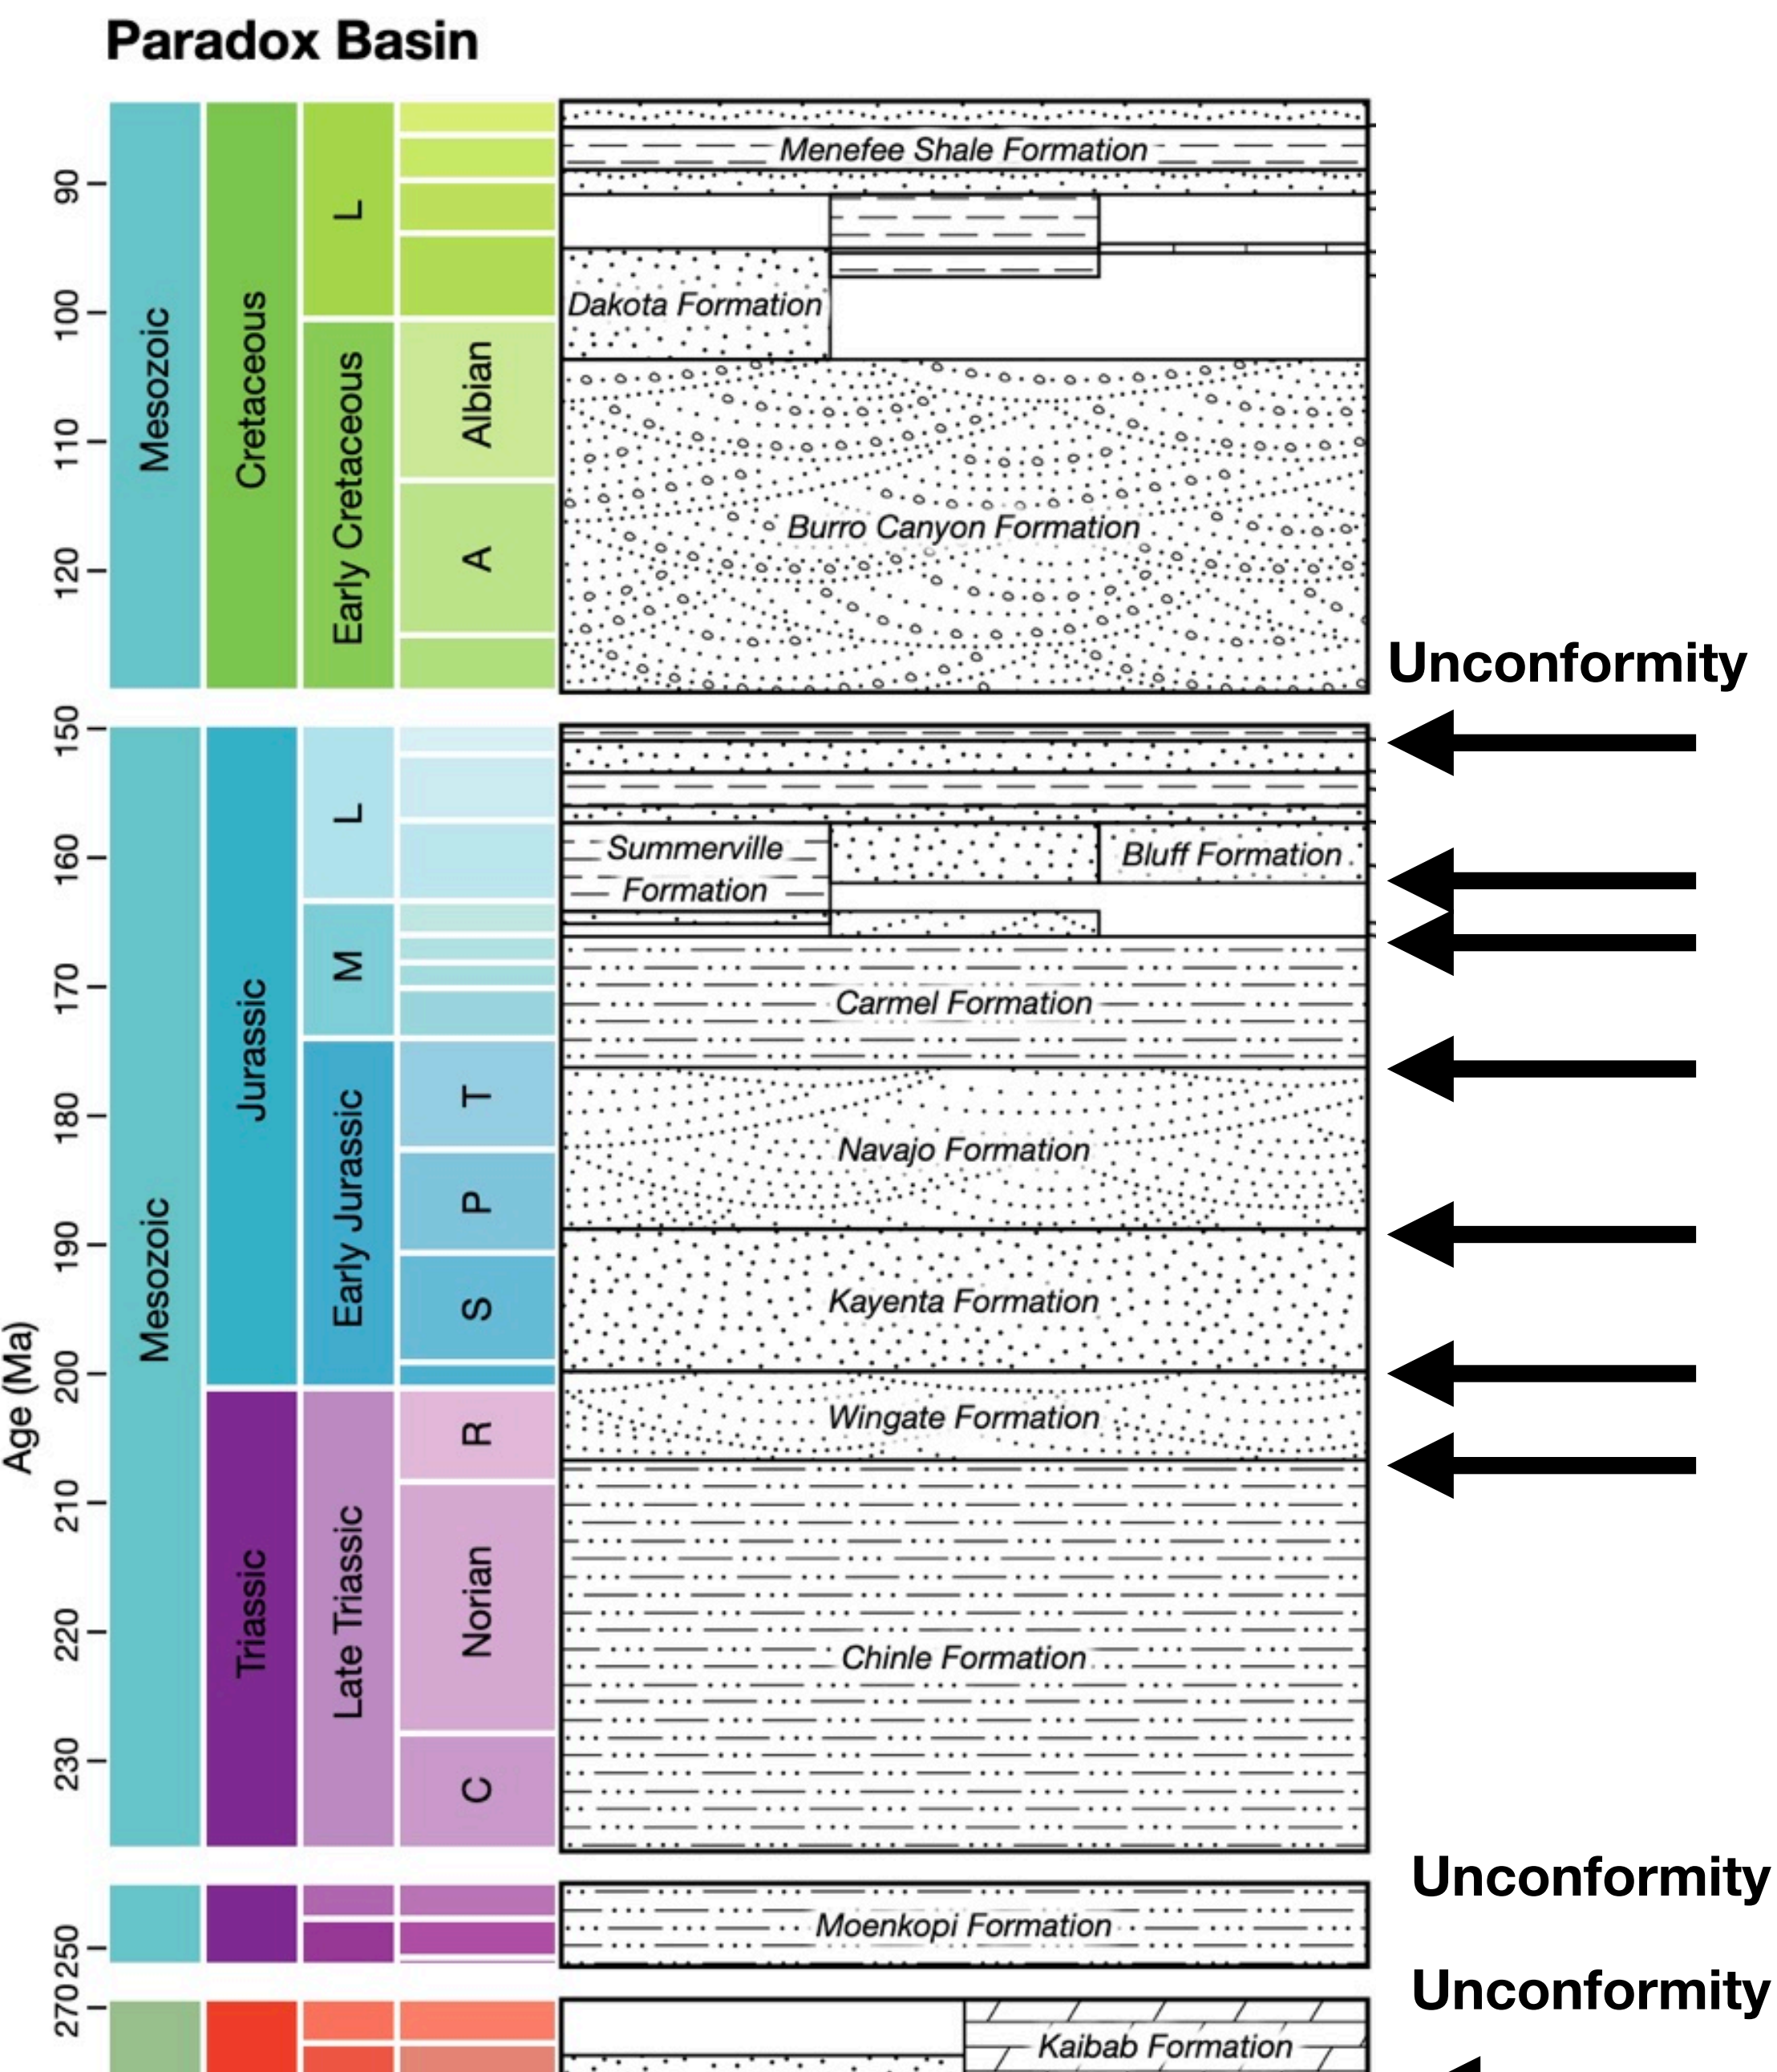 Paradox Basin
Age (Ma)
90
100
110
120
Mesozoic
Cretaceous
L
Early Cretaceous
Albian
A
Menefee Shale Formation
Dakota Formation
Burro Canyon Formation
Unconformity
150
160
170
180
190
200
210
220
230
Mesozoic
Jurassic
Triassic
L
M
Early Jurassic
Late Triassic
T
P
S
R
Norian
C
Summerville
Formation
Bluff Formation
Carmel Formation
Navajo Formation
Kayenta Formation
Wingate Formation
Chinle Formation
Unconformity
250
Moenkopi Formation
Unconformity
270
Kaibab Formation